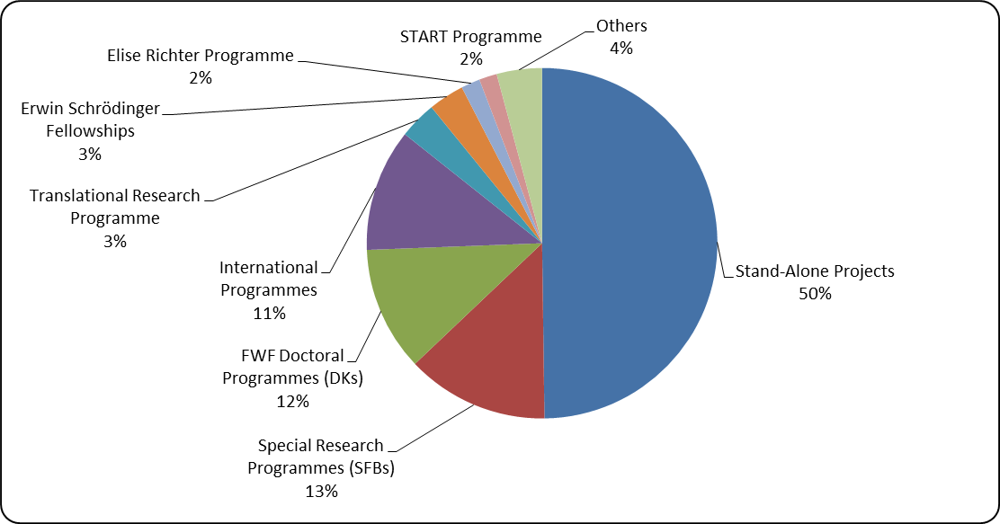 START Programme
2%
Others
4%
Elise Richter Programme
2%
Erwin Schrödinger
Fellowships
3%
Translational Research
Programme
3%
International
Programmes
11%
FWF Doctoral
Programmes (DKs)
12%
Special Research
Programmes (SFBs)
13%
Stand-Alone Projects
50%